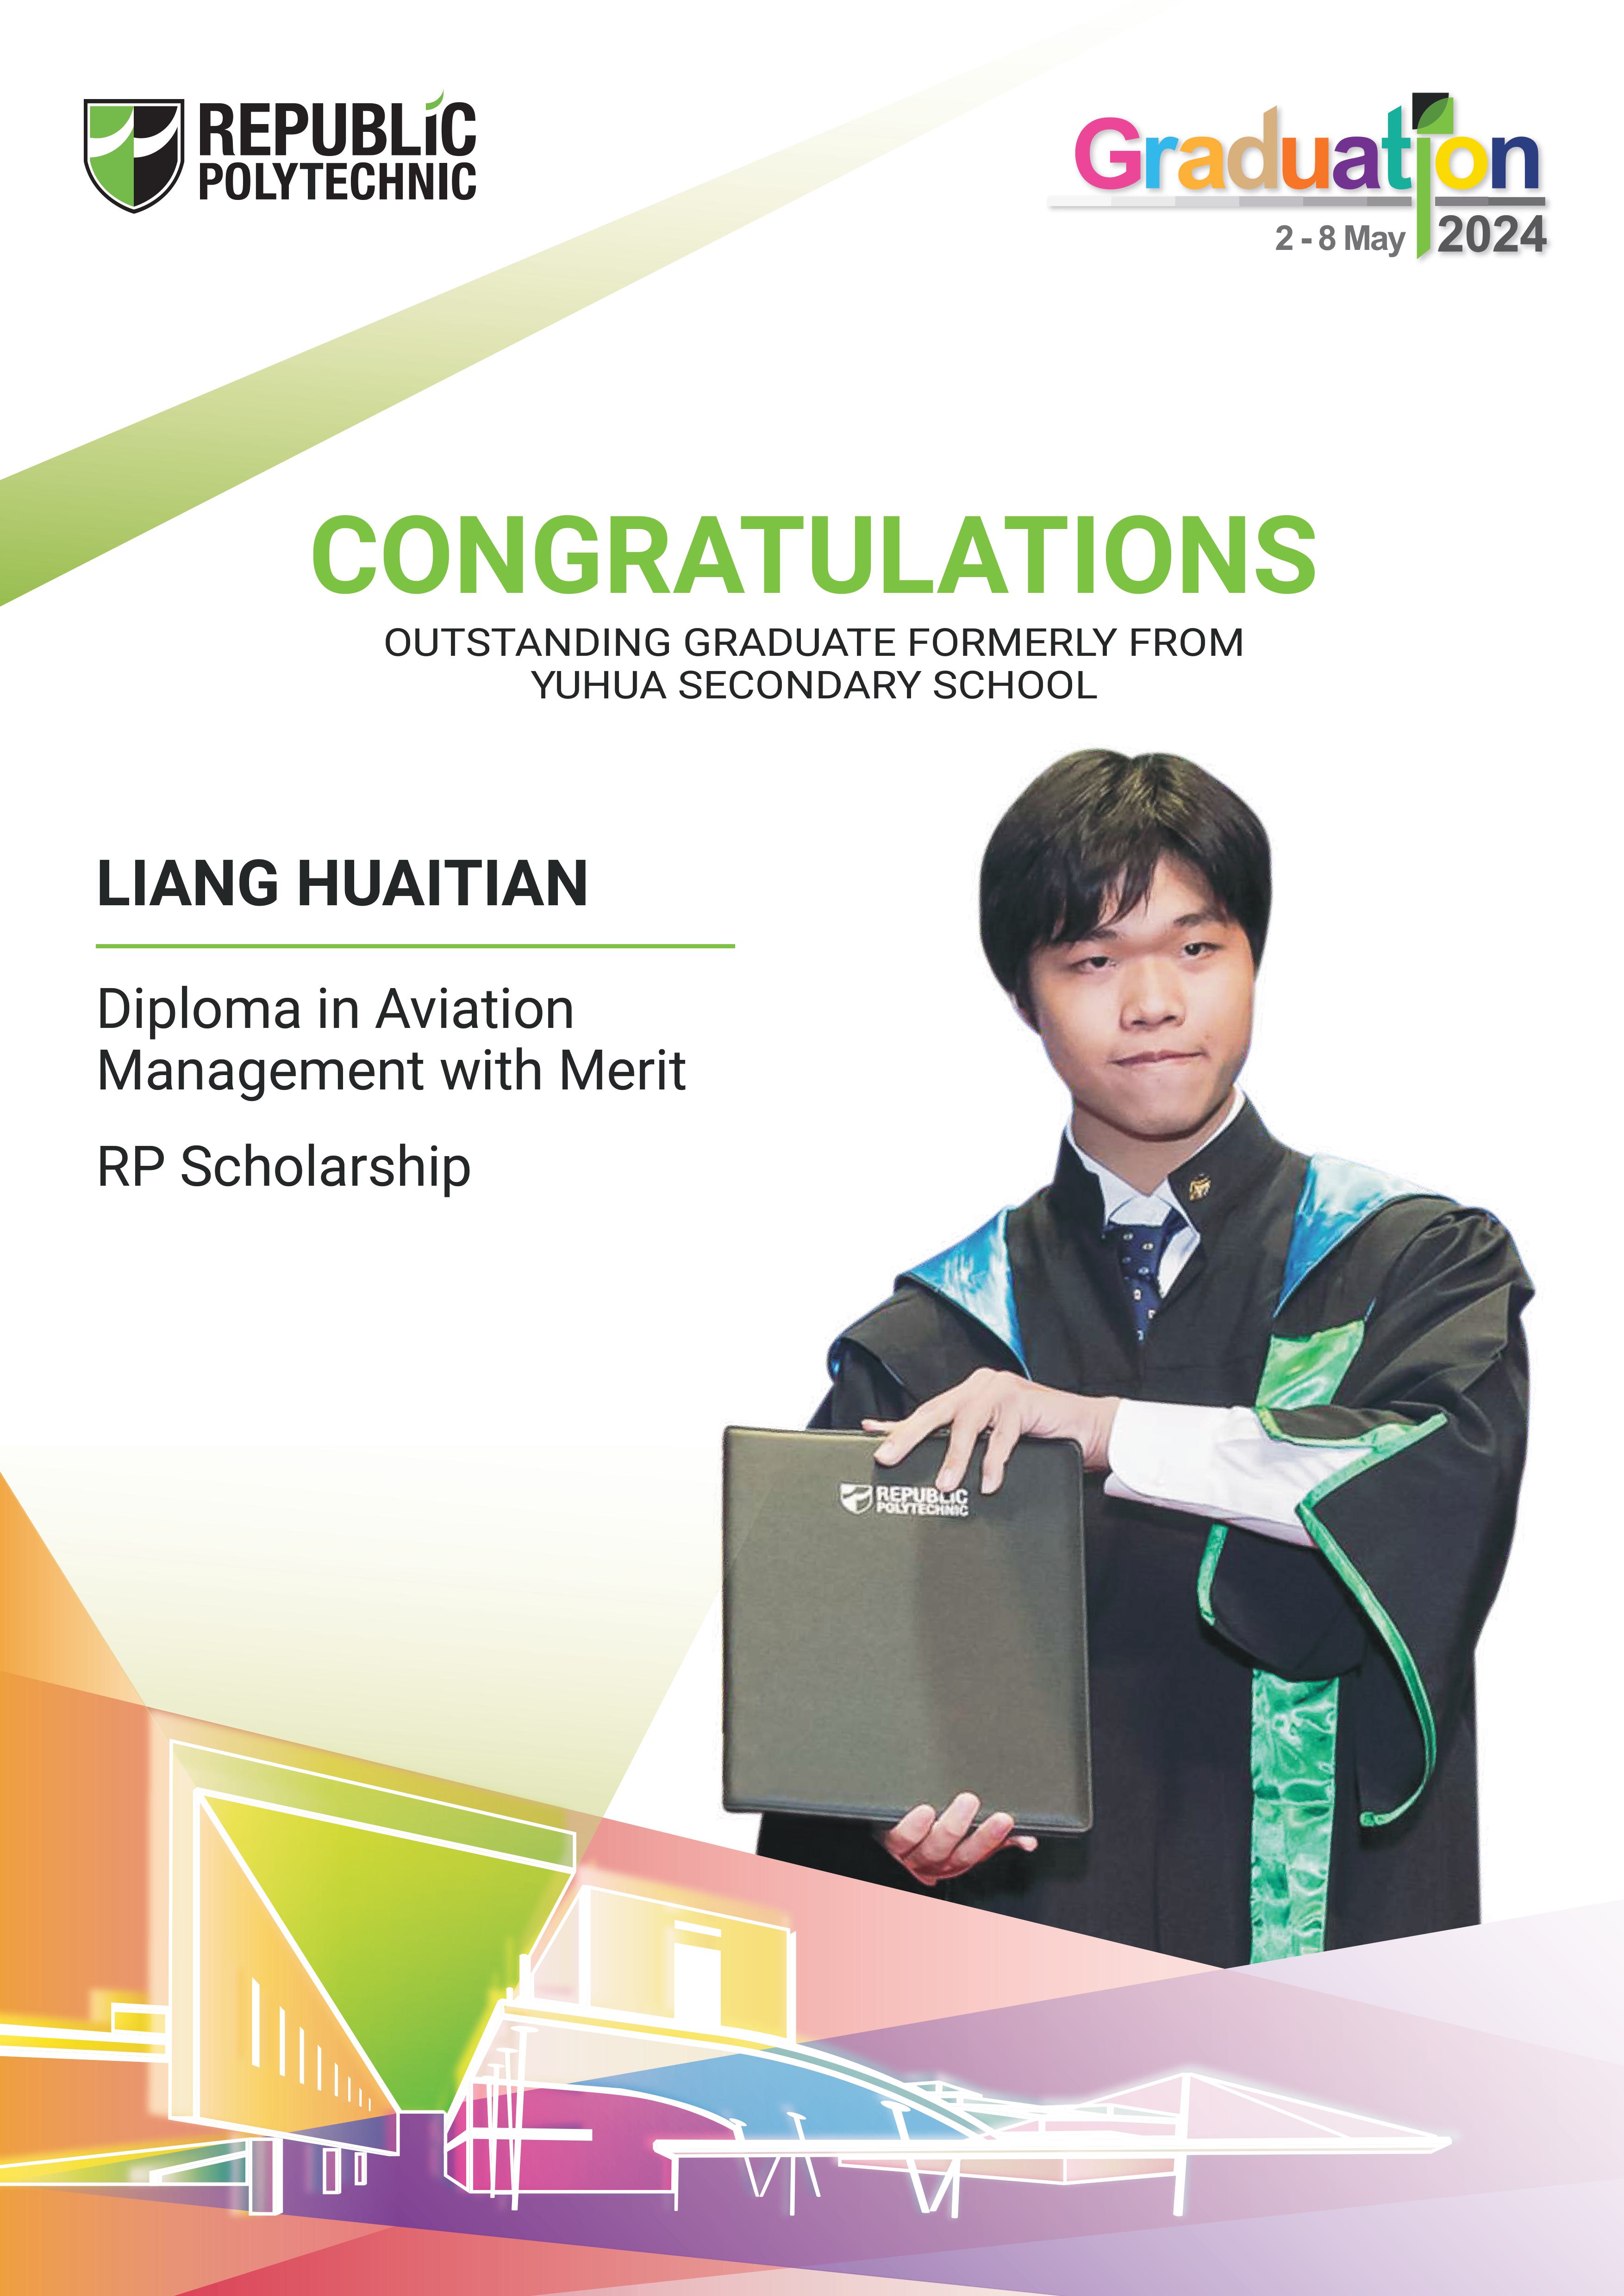 REPUBLIC
POLYTECHNIC
Graduation
2 - 8 May 2024
CONGRATULATIONS
OUTSTANDING GRADUATE FORMERLY FROM
YUHUA SECONDARY SCHOOL
LIANG HUAITIAN
Diploma in Aviation
Management with Merit
RP Scholarship
REPUBLIC
POLYTECHNIC